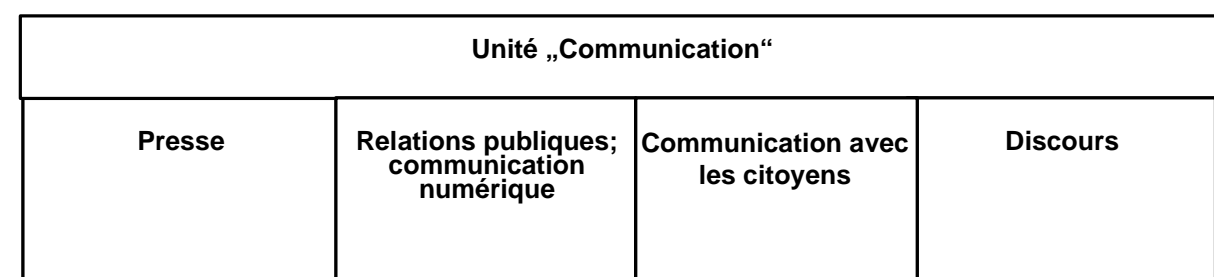 Unité „Communication“
Presse
Relations publiques;
communication
numérique
Communication avec
les citoyens
Discours